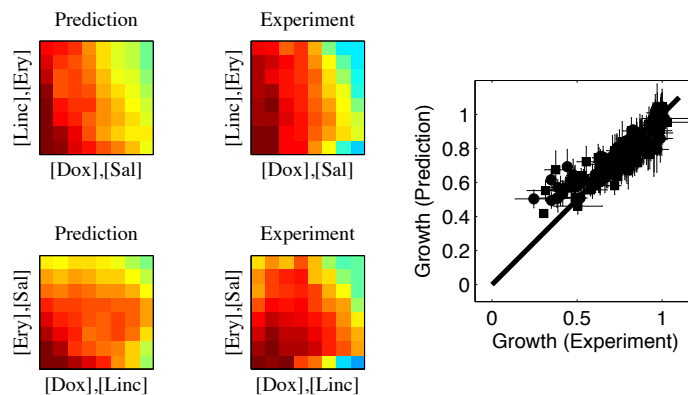 Prediction
Experiment
[Linc],[Ery]
[Linc],[Ery]
[Dox],[Sal]
[Dox],[Sal]
Prediction
Experiment
[Ery],[Sal]
[Ery],[Sal]
[Dox],[Linc]
[Dox],[Linc]
Growth (Prediction)
1
0.8
0.6
0.4
0.2
0
0 0.5 1
Growth (Experiment)